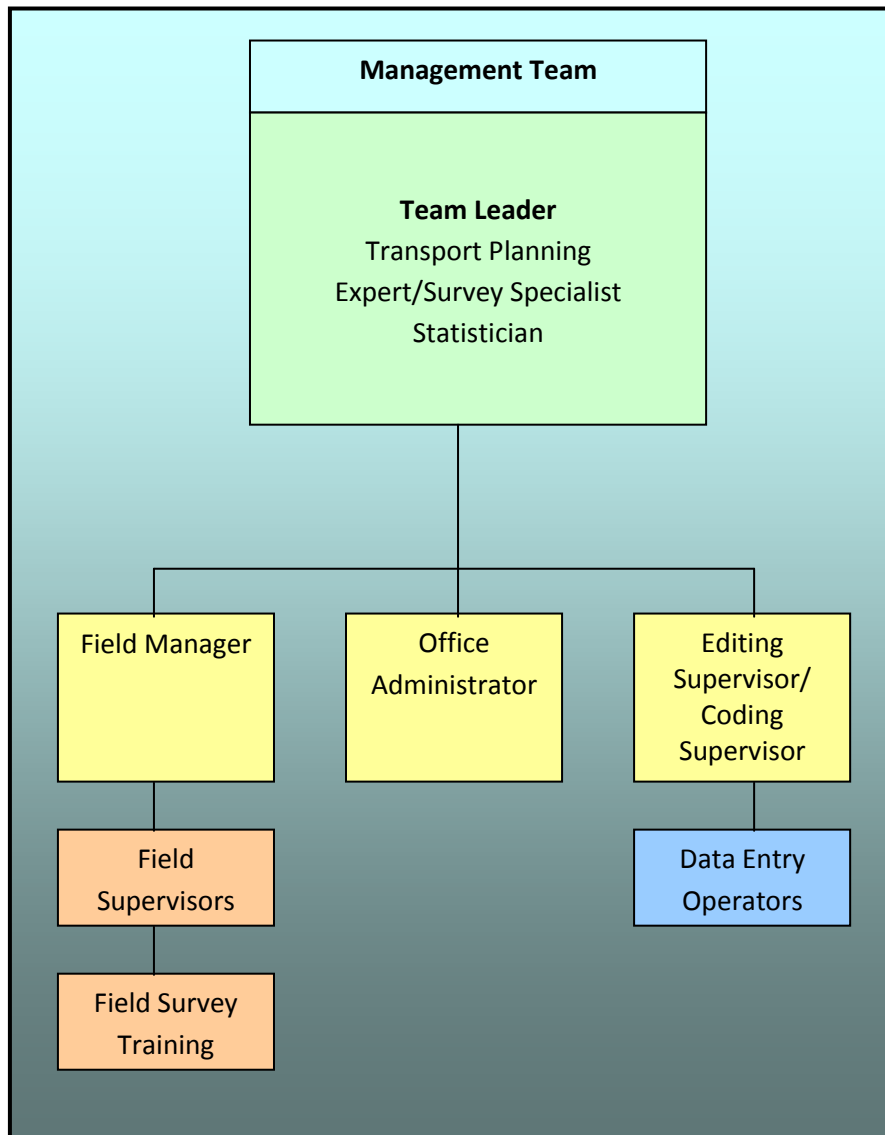 Management Team
Team Leader
Transport Planning
Expert/Survey Specialist
Statistician
Field Manager
Office
Administrator
Editing
Supervisor/
Coding
Supervisor
Field
Supervisors
Data Entry
Operators
Field Survey
Training